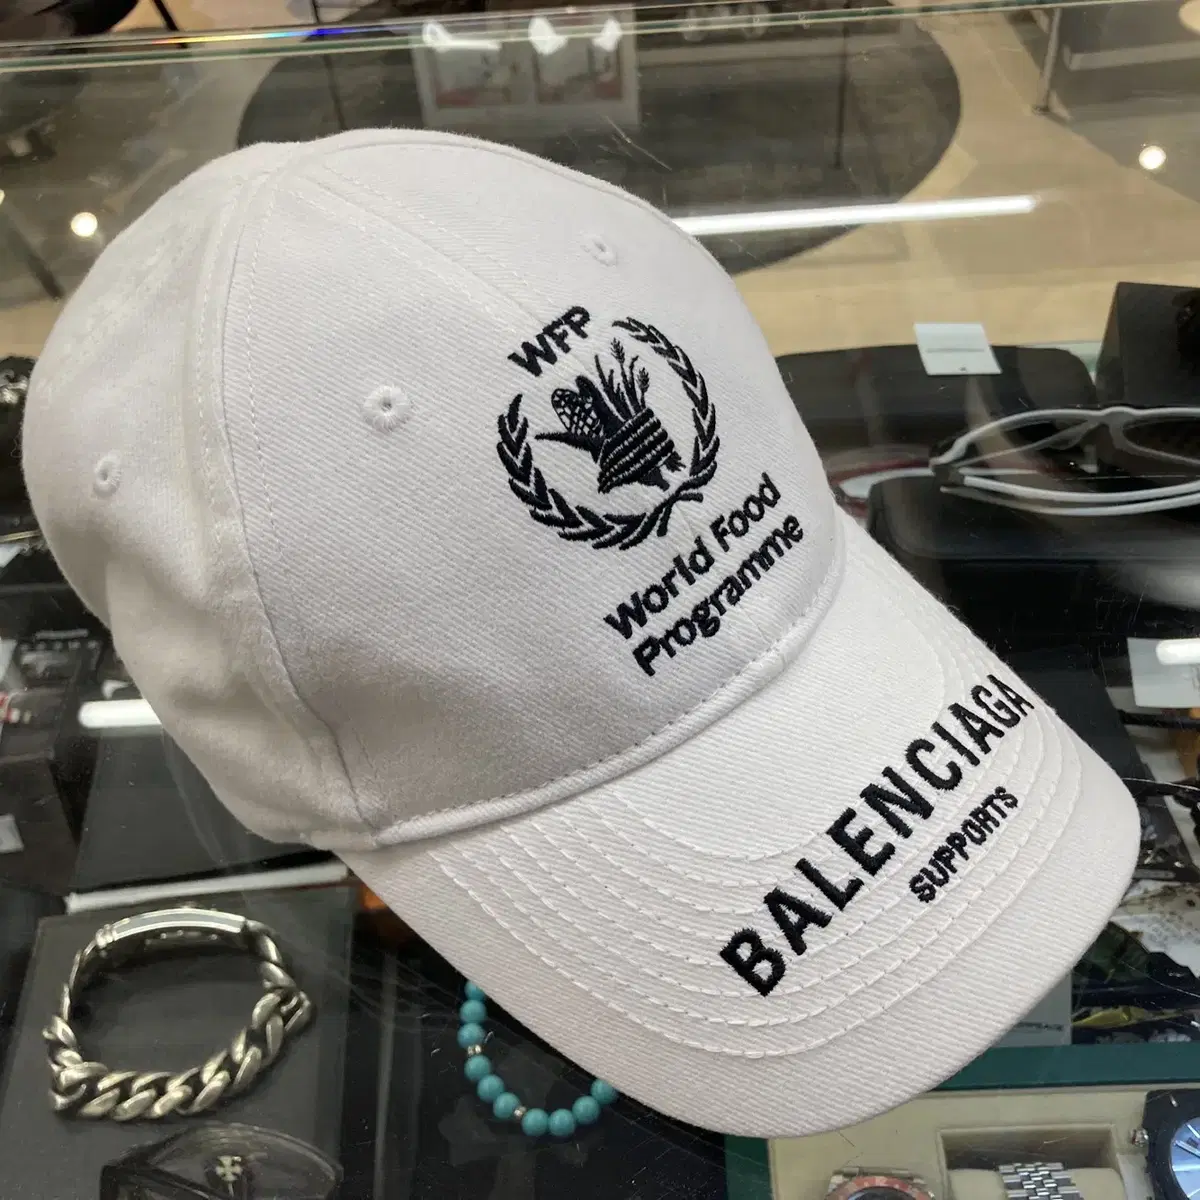 WFP
World Food
Programme
BALENCIAGA
SUPPORTS